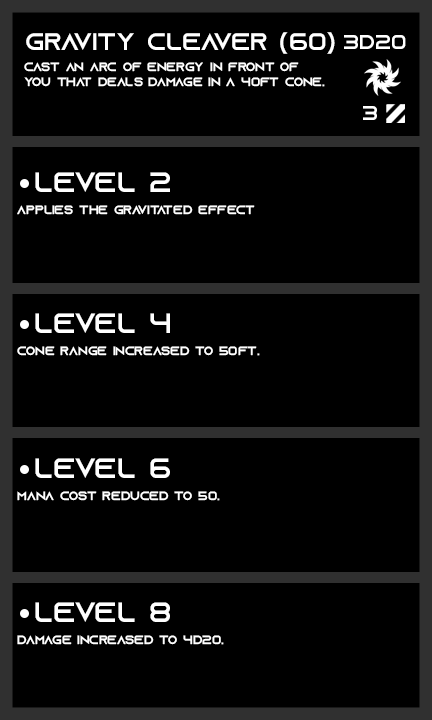 GRAVITY CLEAVER (60) 3D20
CAST AN ARC OF ENERGY IN FRONT OF
YOU THAT DEALS DAMAGE IN A 40FT CONE.
3
•LEVEL 2
APPLIES THE GRAVITATED EFFECT
•LEVEL 4
CONE RANGE INCREASED TO 50FT.
•LEVEL 6
MANA COST REDUCED TO 50.
•LEVEL 8
DAMAGE INCREASED TO 4D20.